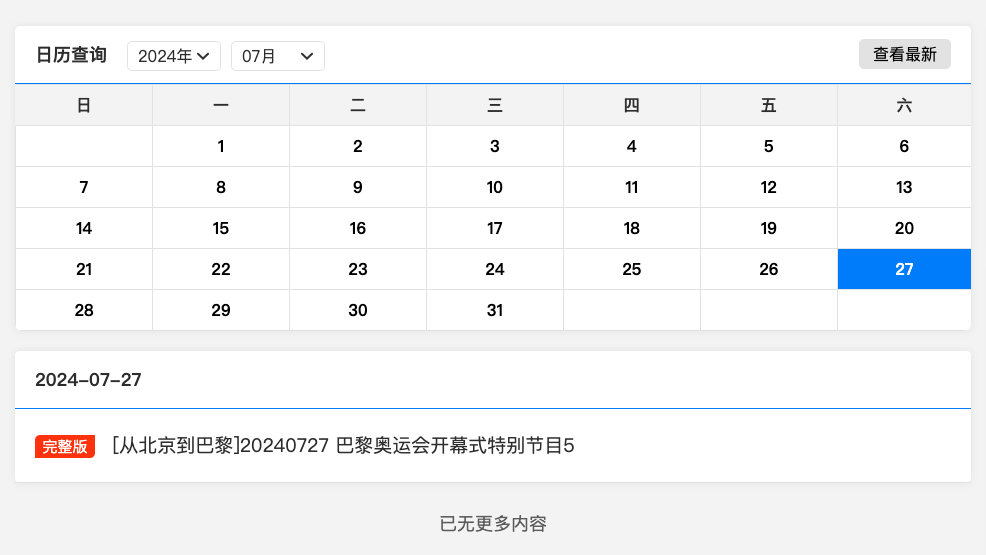 日历查询 2024年 07月 查看最新
日 一 二 三 四 五 六
1 2 3 4 5 6
7 8 9 10 11 12 13
14 15 16 17 18 19 20
21 22 23 24 25 26 27
28 29 30 31
2024-07-27
完整版 [从北京到巴黎]20240727 巴黎奥运会开幕式特别节目5
已无更多内容